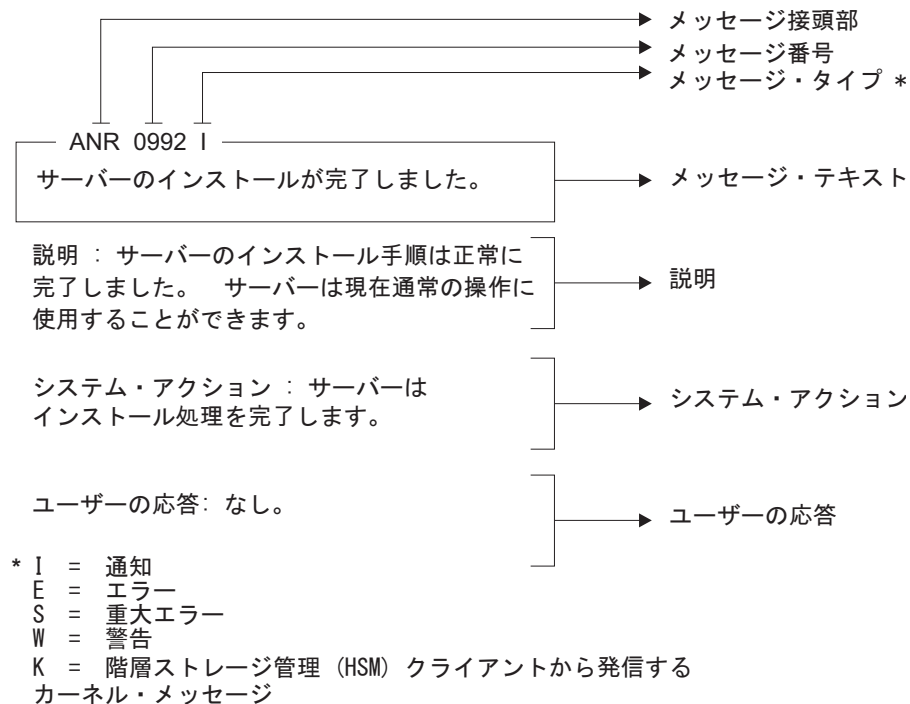 メッセージ接頭部
メッセージ番号
メッセージ・タイプ *
ANR 0992 I
サーバーのインストールが完了しました。
メッセージ・テキスト
説明 : サーバーのインストール手順は正常に
完了しました。 サーバーは現在通常の操作に
使用することができます。
説明
システム・アクション : サーバーは
インストール処理を完了します。
システム・アクション
ユーザーの応答: なし。
ユーザーの応答
* I = 通知
E = エラー
S = 重大エラー
W = 警告
K = 階層ストレージ管理 (HSM) クライアントから発信する
カーネル・メッセージ